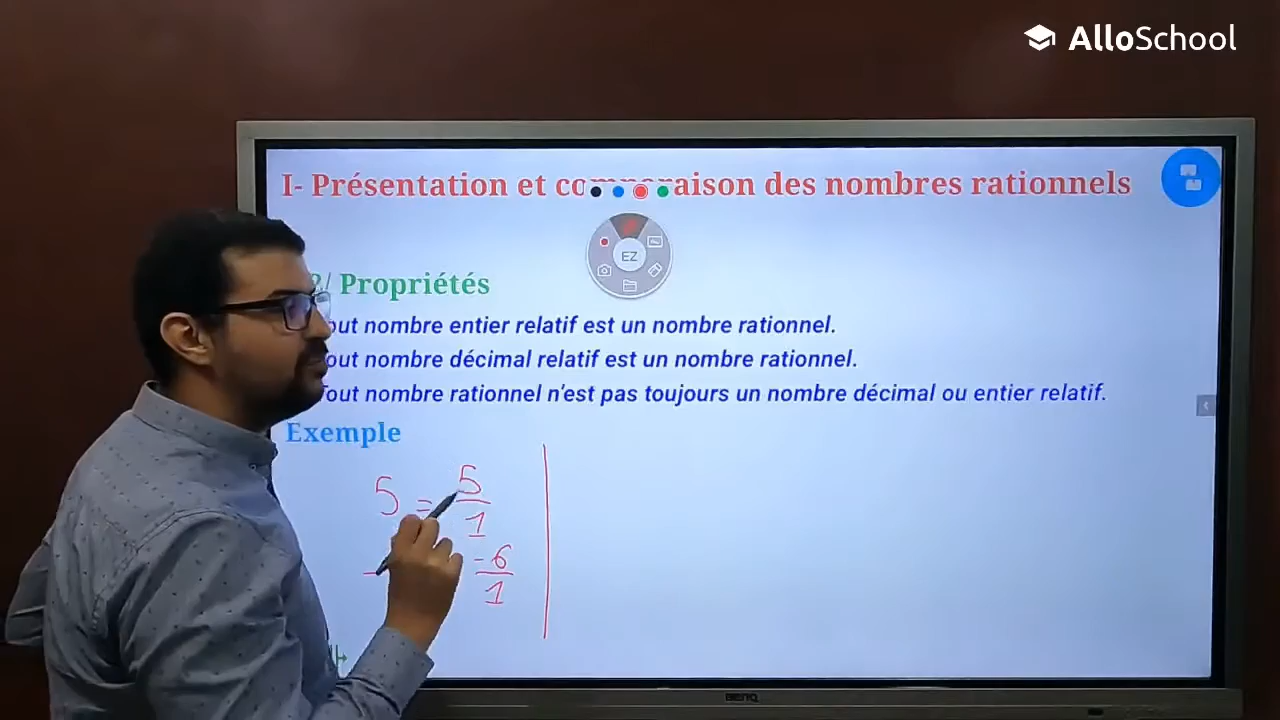 AlloSchool
I- Présentation et comparaison des nombres rationnels
EZ
2/ Propriétés
out nombre entier relatif est un nombre rationnel.
out nombre décimal relatif est un nombre rationnel.
Tout nombre rationnel n'est pas toujours un nombre décimal ou entier relatif.
Exemple
5 = 5/1
-6/1
BENQ